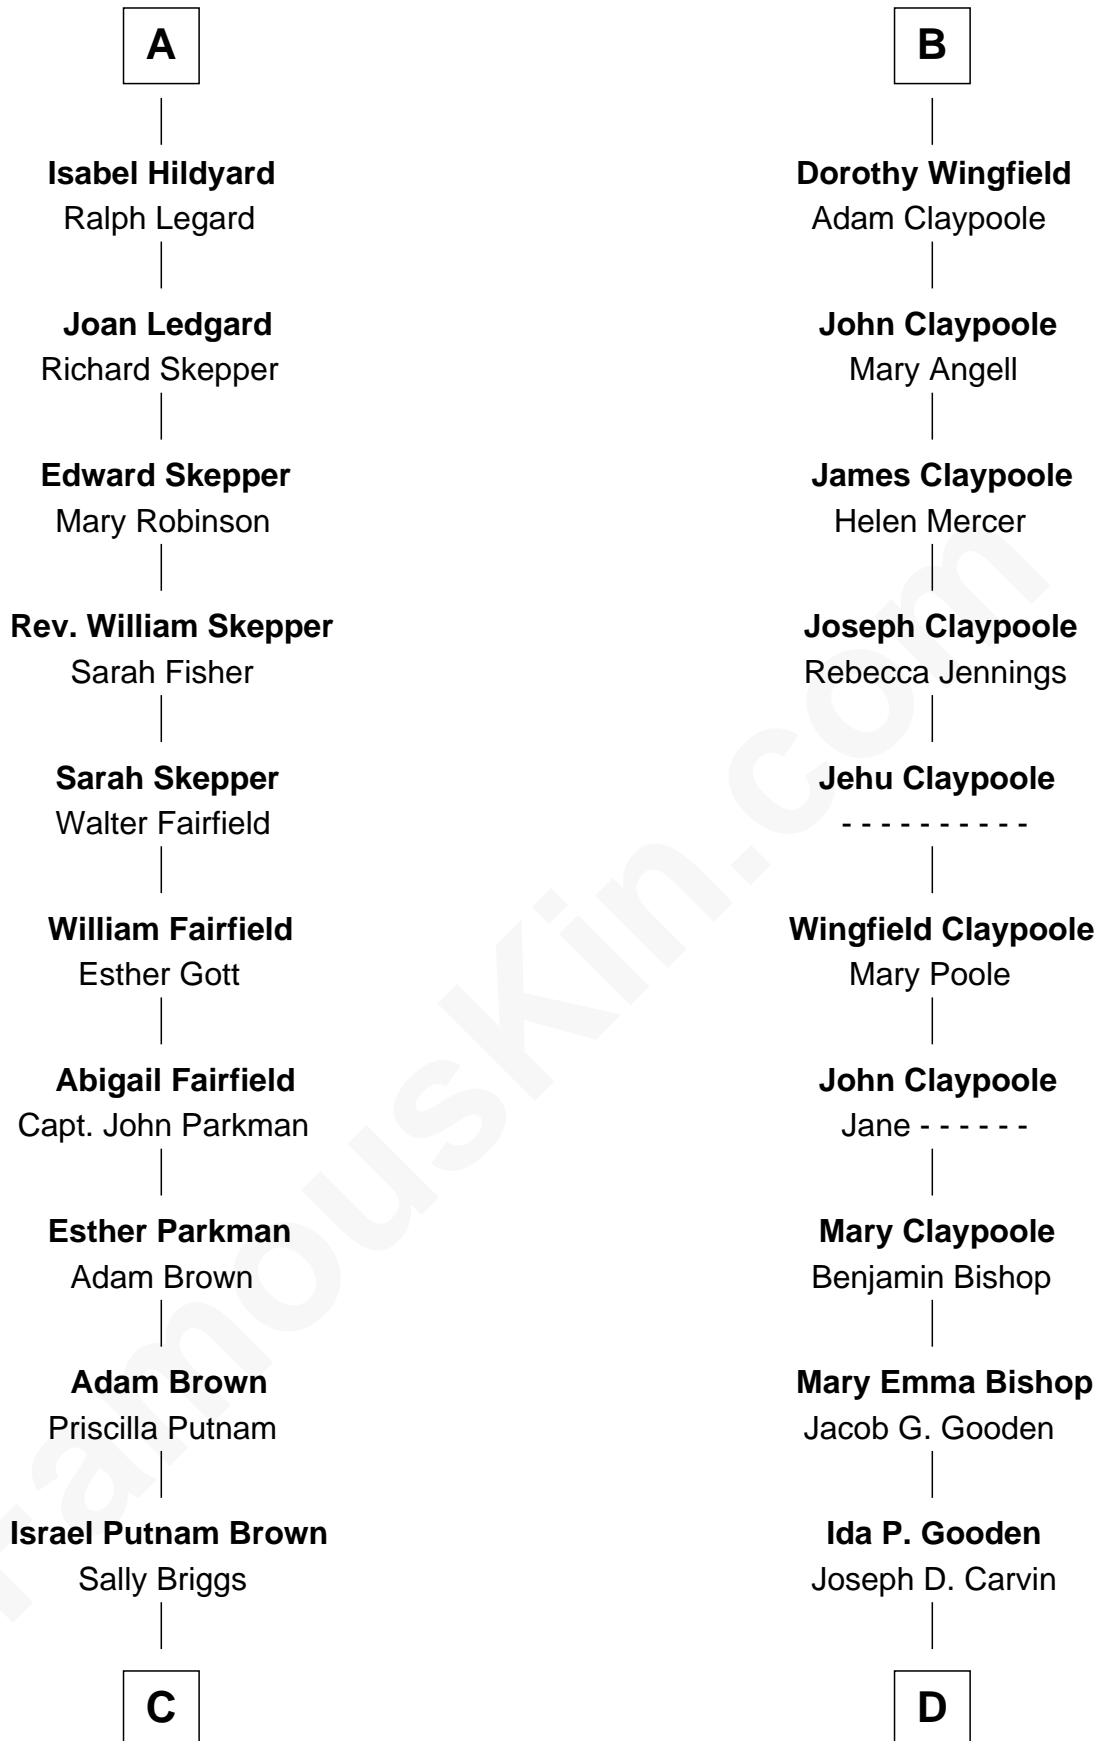 A
Isabel Hildyard
Ralph Legard
Joan Ledgard
Richard Skepper
Edward Skepper
Mary Robinson
Rev. William Skepper
Sarah Fisher
Sarah Skepper
Walter Fairfield
William Fairfield
Esther Gott
Abigail Fairfield
Capt. John Parkman
Esther Parkman
Adam Brown
Adam Brown
Priscilla Putnam
Israel Putnam Brown
Sally Briggs
C
B
Dorothy Wingfield
Adam Claypoole
John Claypoole
Mary Angell
James Claypoole
Helen Mercer
Joseph Claypoole
Rebecca Jennings
Jehu Claypoole
- - - - - - - - - -
Wingfield Claypoole
Mary Poole
John Claypoole
Jane - - - - - -
Mary Claypoole
Benjamin Bishop
Mary Emma Bishop
Jacob G. Gooden
Ida P. Gooden
Joseph D. Carvin
D
FamousKin.com